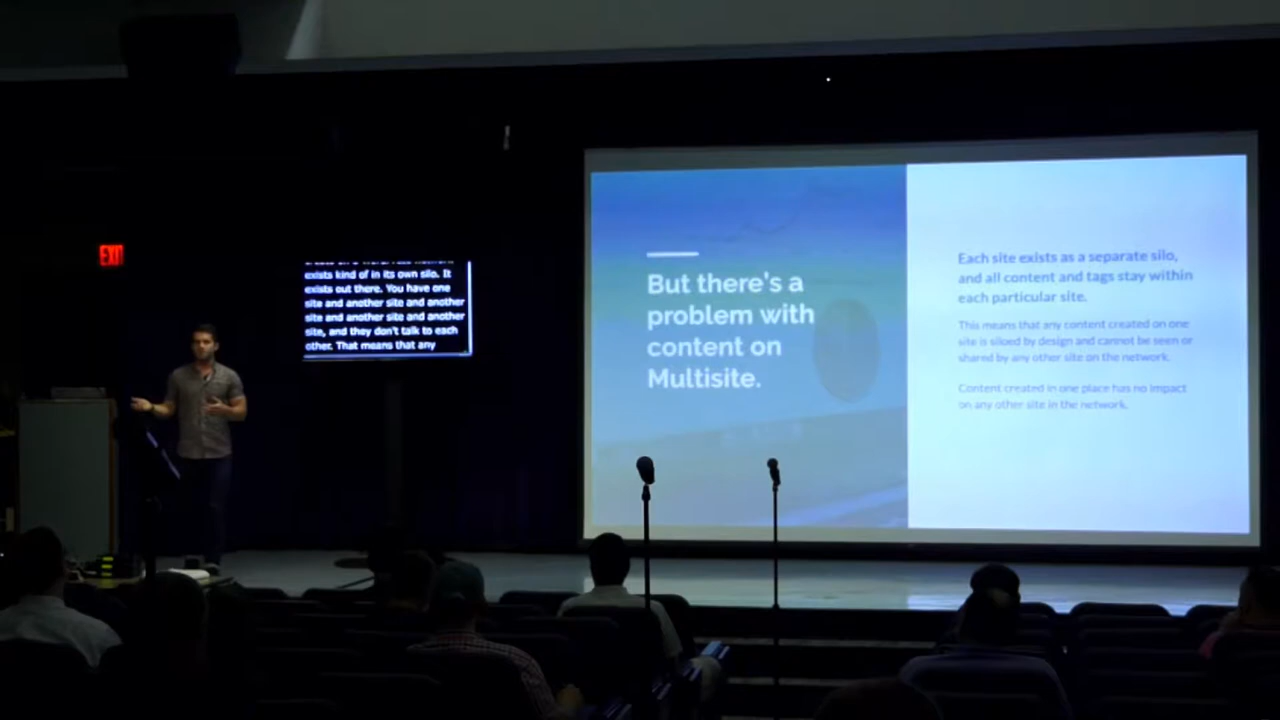 EXIT
exists kind of in its own silo. It
exists out there. You have one
site and another site and another
site and another site and another
site, and they don't talk to each
other. That means that any
But there's a
problem with
content on
Multisite.
Each site exists as a separate silo,
and all content and tags stay within
each particular site.
This means that any content created on one
site is siloed by design and cannot be seen or
shared by any other site on the network.
Content created in one place has no impact
on any other site in the network.